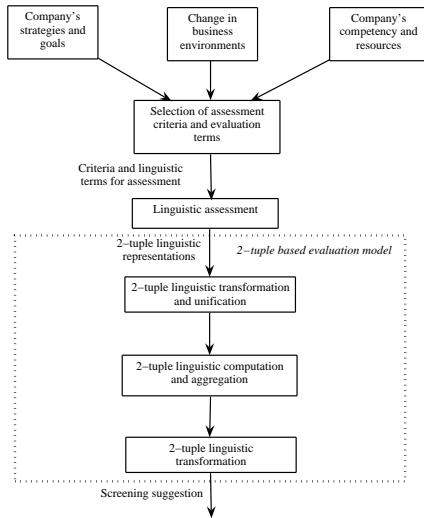 Company's
strategies and
goals
Change in
business
environments
Company's
competency and
resources
Selection of assessment
criteria and evaluation
terms
Criteria and linguistic
terms for assessment
Linguistic assessment
2−tuple linguistic
representations
2−tuple based evaluation model
2−tuple linguistic transformation
and unification
2−tuple linguistic computation
and aggregation
2−tuple linguistic
transformation
Screening suggestion